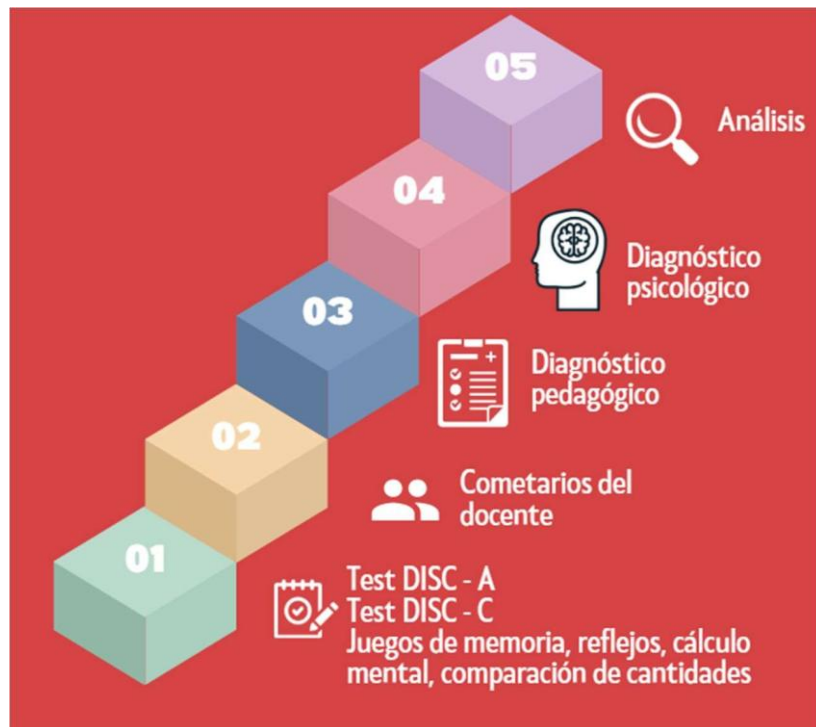 05
Análisis
04
Diagnóstico
psicológico
03
Diagnóstico
pedagógico
02
Cometarios del
docente
01
Test DISC - A
Test DISC - C
Juegos de memoria, reflejos, cálculo
mental, comparación de cantidades